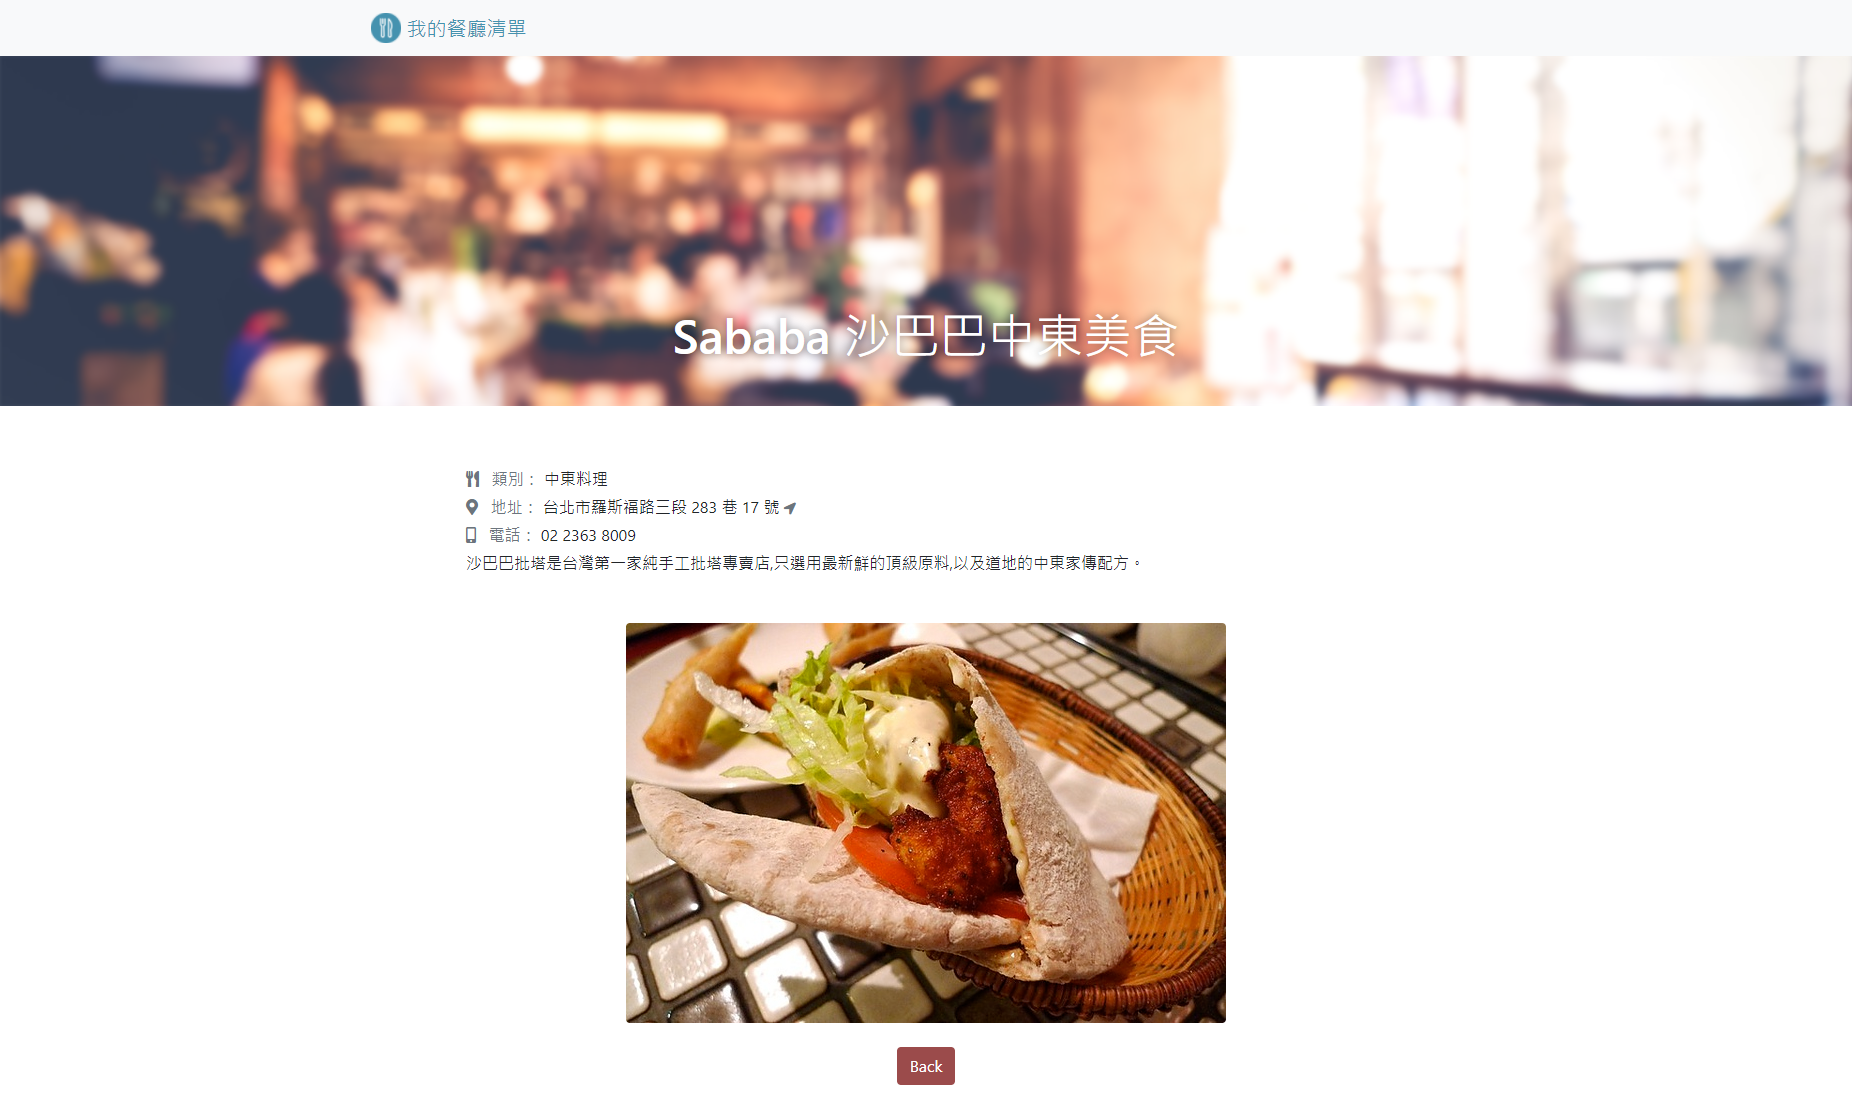 我的餐廳清單
Sababa 沙巴巴中東美食
類別： 中東料理
地址： 台北市羅斯福路三段 283 巷 17 號
電話： 02 2363 8009
沙巴巴批塔是台灣第一家純手工批塔專賣店,只選用最新鮮的頂級原料,以及道地的中東家傳配方。
Back